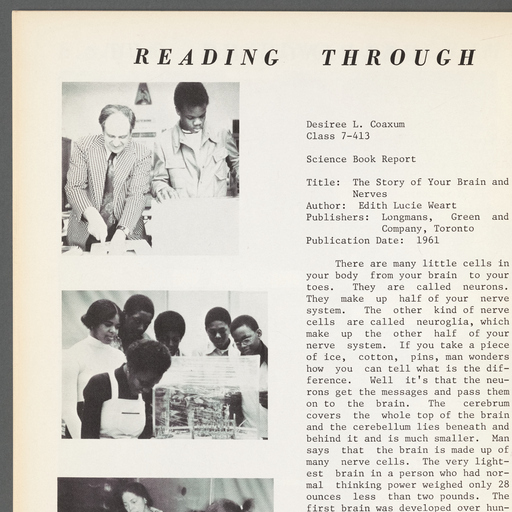 READING THROUGH
Desiree L. Coaxum
Class 7-413
Science Book Report
Title: The Story of Your Brain and
Nerves
Author: Edith Lucie Weart
Publishers: Longmans, Green and
Company, Toronto
Publication Date: 1961
There are many little cells in
your body from your brain to your
toes. They are called neurons.
They make up half of your nerve
system. The other kind of nerve
cells are called neuroglia, which
make up the other half of your
nerve system. If you take a piece
of ice, cotton, pins, man wonders
how you can tell what is the dif-
ference. Well it's that the neu-
rons get the messages and pass them
on to the brain. The cerebrum
covers the whole top of the brain
and the cerebellum lies beneath and
behind it and is much smaller. Man
says that the brain is made up of
many nerve cells. The very light-
est brain in a person who had nor-
mal thinking power weighed only 28
ounces less than two pounds. The
first brain was developed over hun-